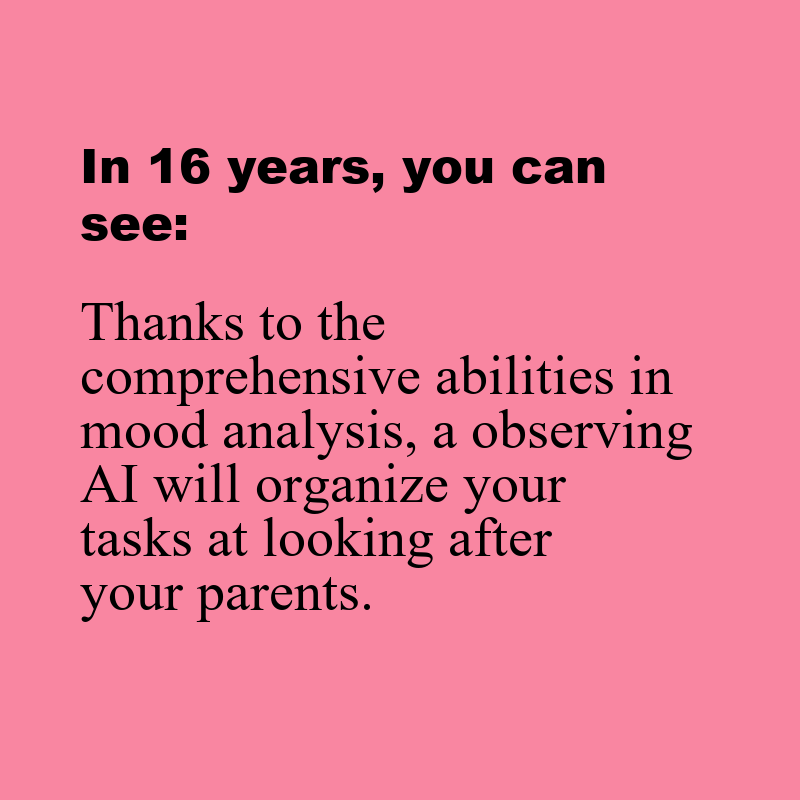 In 16 years, you can
see:
Thanks to the
comprehensive abilities in
mood analysis, a observing
AI will organize your
tasks at looking after
your parents.